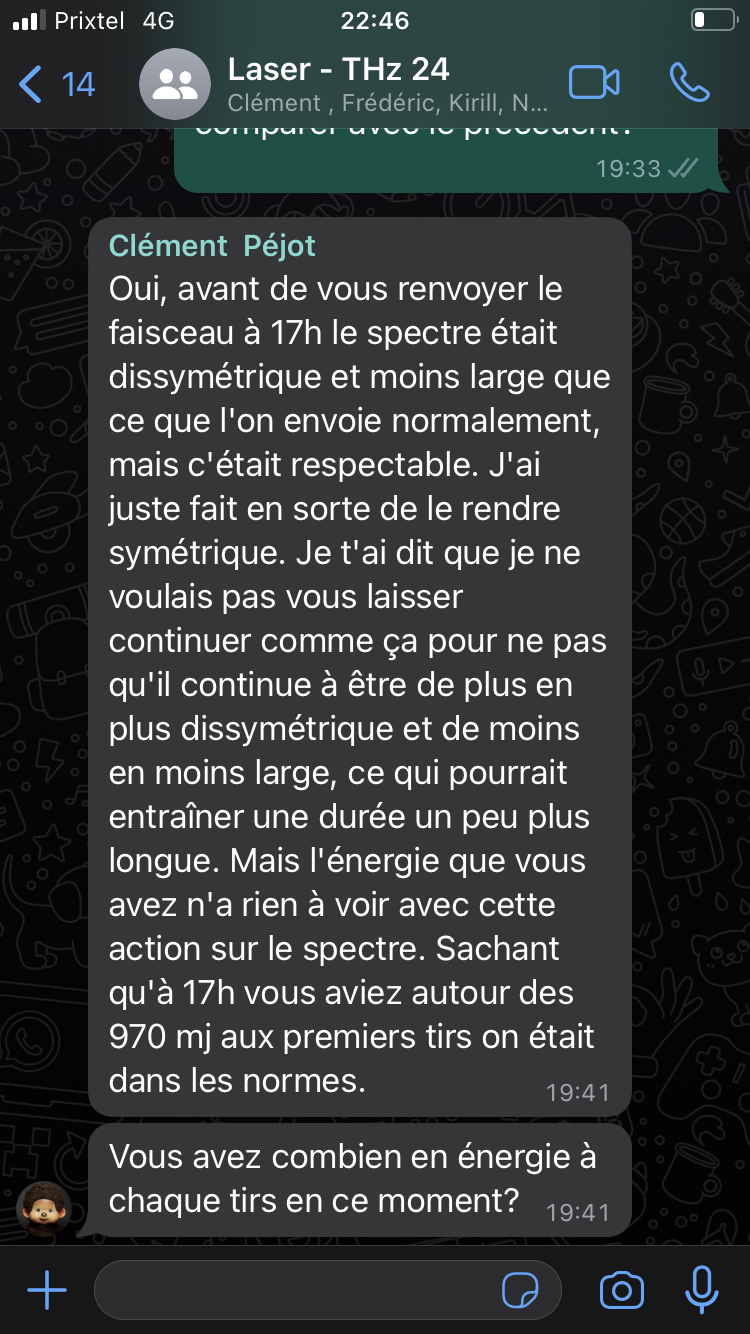 Prixtel 4G 22:46
14
Laser - THz 24
Clément , Frédéric, Kirill, N...
comparer avec le précédent?
19:33
Clément Péjot
Oui, avant de vous renvoyer le
faisceau à 17h le spectre était
dissymétrique et moins large que
ce que l'on envoie normalement,
mais c'était respectable. J'ai
juste fait en sorte de le rendre
symétrique. Je t'ai dit que je ne
voulais pas vous laisser
continuer comme ça pour ne pas
qu'il continue à être de plus en
plus dissymétrique et de moins
en moins large, ce qui pourrait
entraîner une durée un peu plus
longue. Mais l'énergie que vous
avez n'a rien à voir avec cette
action sur le spectre. Sachant
qu'à 17h vous aviez autour des
970 mj aux premiers tirs on était
dans les normes.
19:41
Vous avez combien en énergie à
chaque tirs en ce moment?
19:41